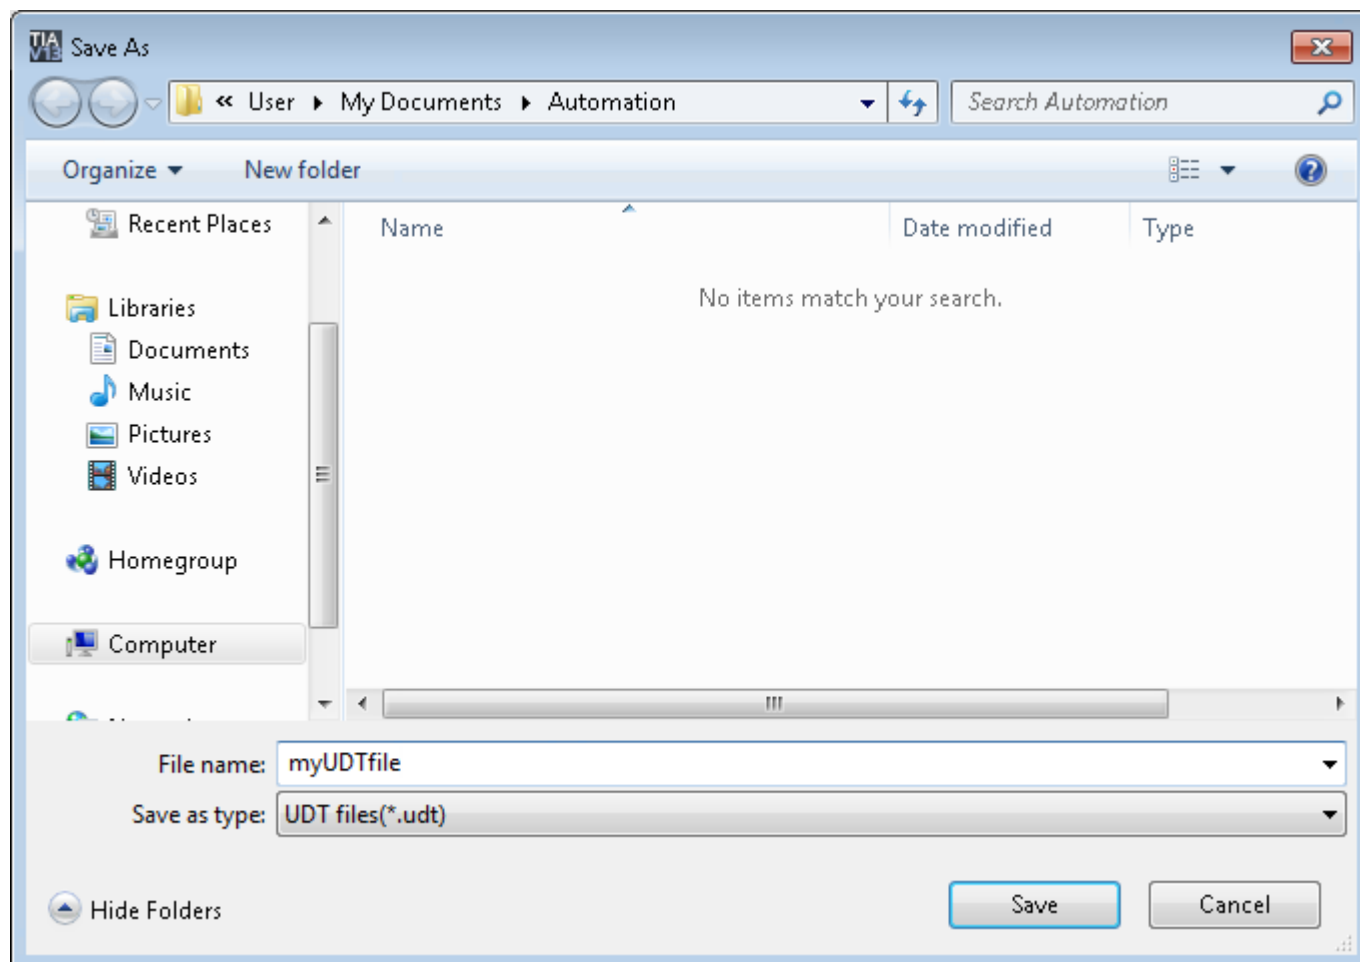 TIA V13 Save As
« User ▸ My Documents ▸ Automation Search Automation
Organize New folder
Name Date modified Type
No items match your search.
Recent Places
Libraries
Documents
Music
Pictures
Videos
Homegroup
Computer
File name: myUDTfile
Save as type: UDT files(*.udt)
Hide Folders Save Cancel